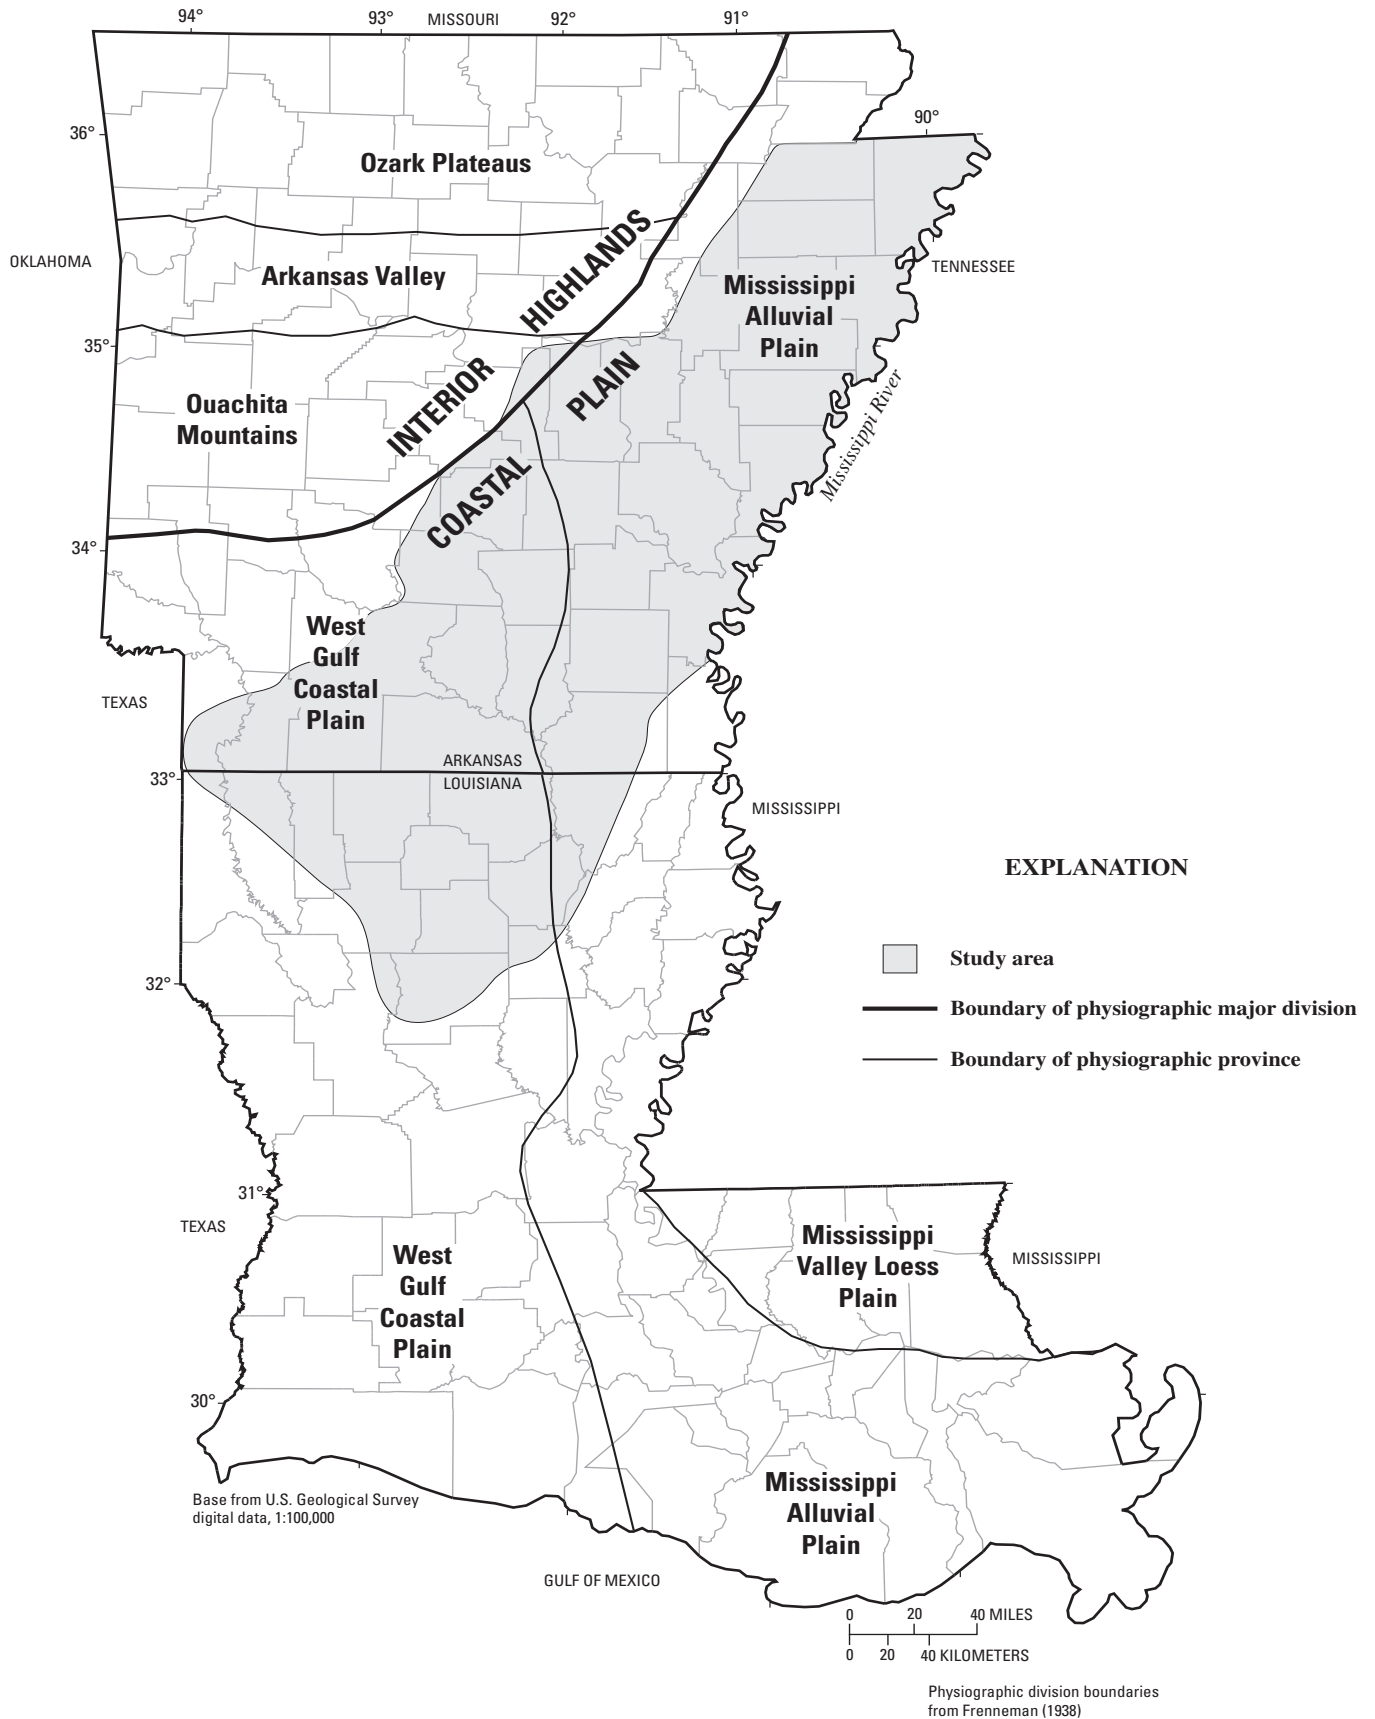 94°
93°
MISSOURI
92°
91°
36°
90°
Ozark Plateaus
OKLAHOMA
Arkansas Valley
INTERIOR HIGHLANDS
TENNESSEE
Mississippi
Alluvial
Plain
35°
Ouachita
Mountains
COASTAL PLAIN
Mississippi River
34°
West
Gulf
Coastal
Plain
TEXAS
ARKANSAS
33°
LOUISIANA
MISSISSIPPI
EXPLANATION
Study area
Boundary of physiographic major division
Boundary of physiographic province
32°
31°
TEXAS
Mississippi
Valley Loess
Plain
MISSISSIPPI
West
Gulf
Coastal
Plain
30°
Mississippi
Alluvial
Plain
Base from U.S. Geological Survey
digital data, 1:100,000
GULF OF MEXICO
0 20 40 MILES
0 20 40 KILOMETERS
Physiographic division boundaries
from Frenneman (1938)